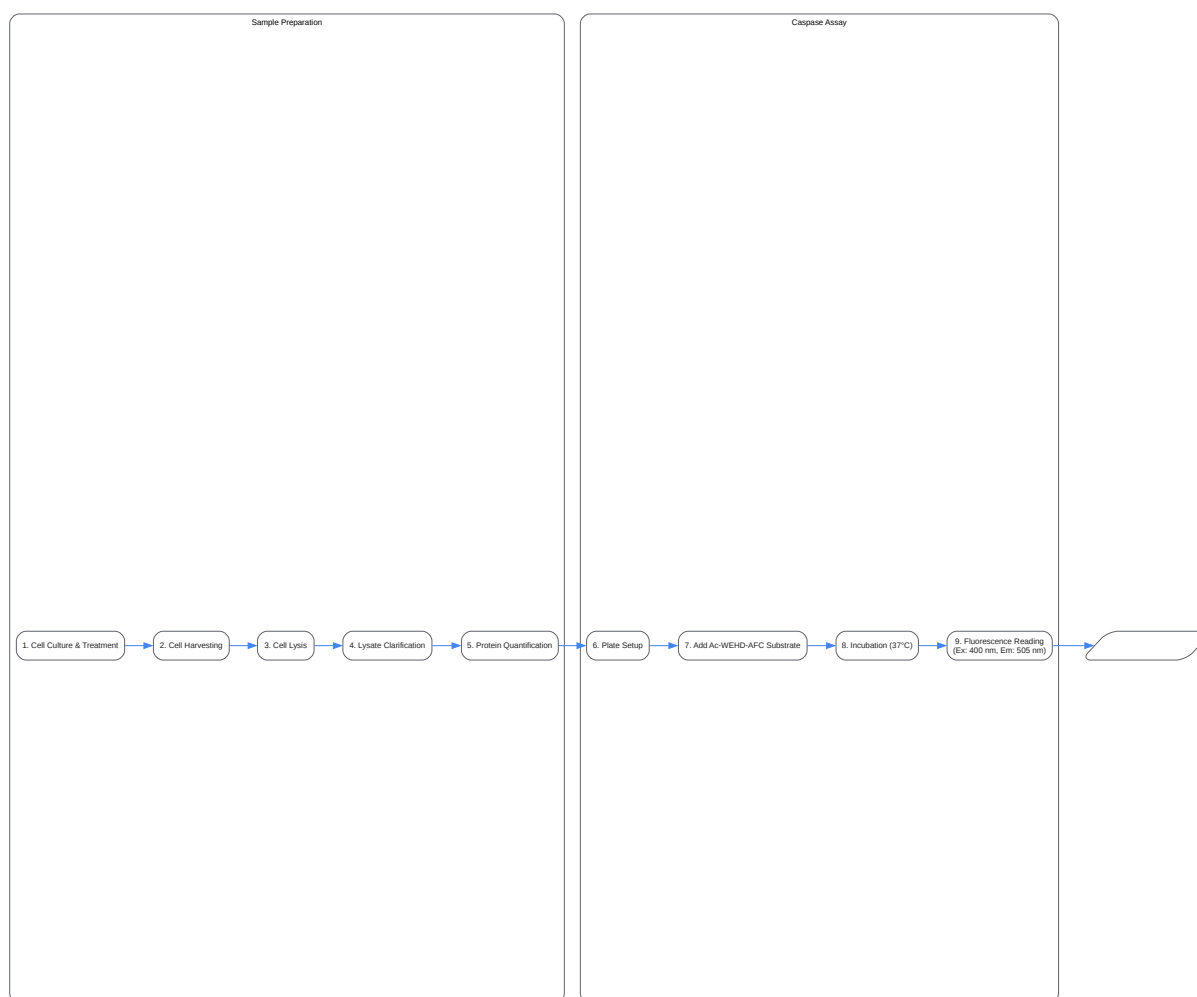 Sample Preparation
Caspase Assay
1. Cell Culture & Treatment
2. Cell Harvesting
3. Cell Lysis
4. Lysate Clarification
5. Protein Quantification
6. Plate Setup
7. Add Ac-WEHD-AFC Substrate
8. Incubation (37°C)
9. Fluorescence Reading
(Ex: 400 nm, Em: 505 nm)